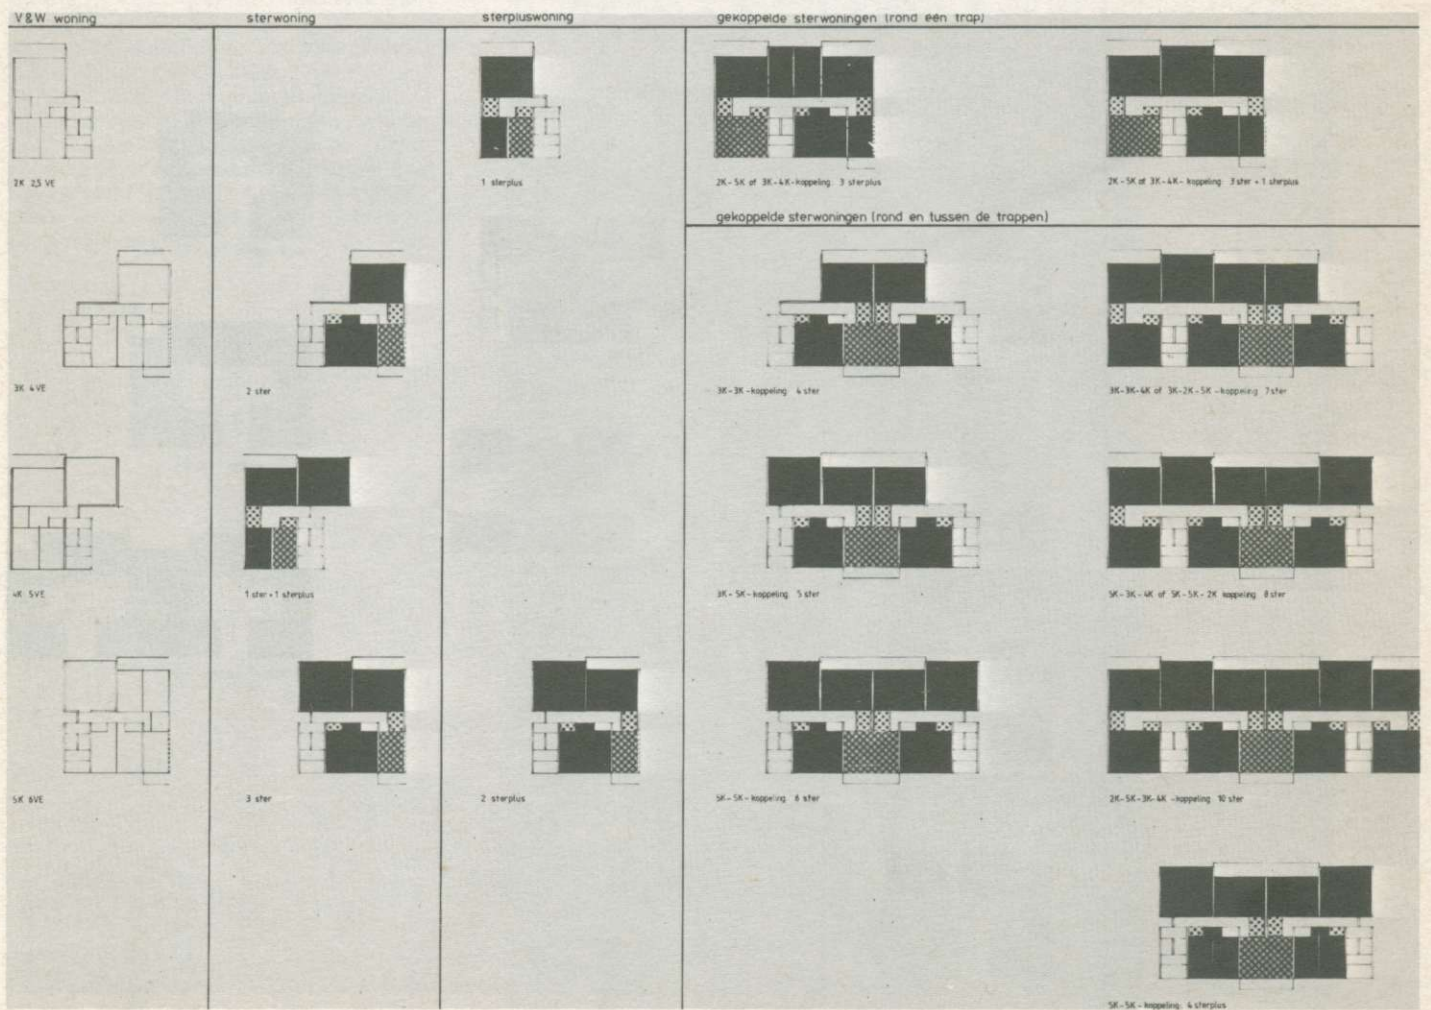 V&W woning
sterwoning
sterpluswoning
gekoppelde sterwoningen (rond één trap)
2K 2,5 VE
1 sterplus
2K-5K of 3K-4K-koppeling 3 sterplus
2K-5K of 3K-4K-koppeling 3 ster + 1 sterplus
gekoppelde sterwoningen (rond en tussen de trappen)
3K 4VE
2 ster
3K-3K-koppeling 4 ster
3K-3K-4K of 3K-2K-5K-koppeling 7 ster
4K 5VE
1 ster + 1 sterplus
3K-5K-koppeling 5 ster
5K-3K-4K of 5K-5K-2K koppeling 8 ster
5K 6VE
3 ster
2 sterplus
5K-5K-koppeling 6 ster
2K-5K-3K-4K-koppeling 10 ster
5K-5K-koppeling 4 sterplus